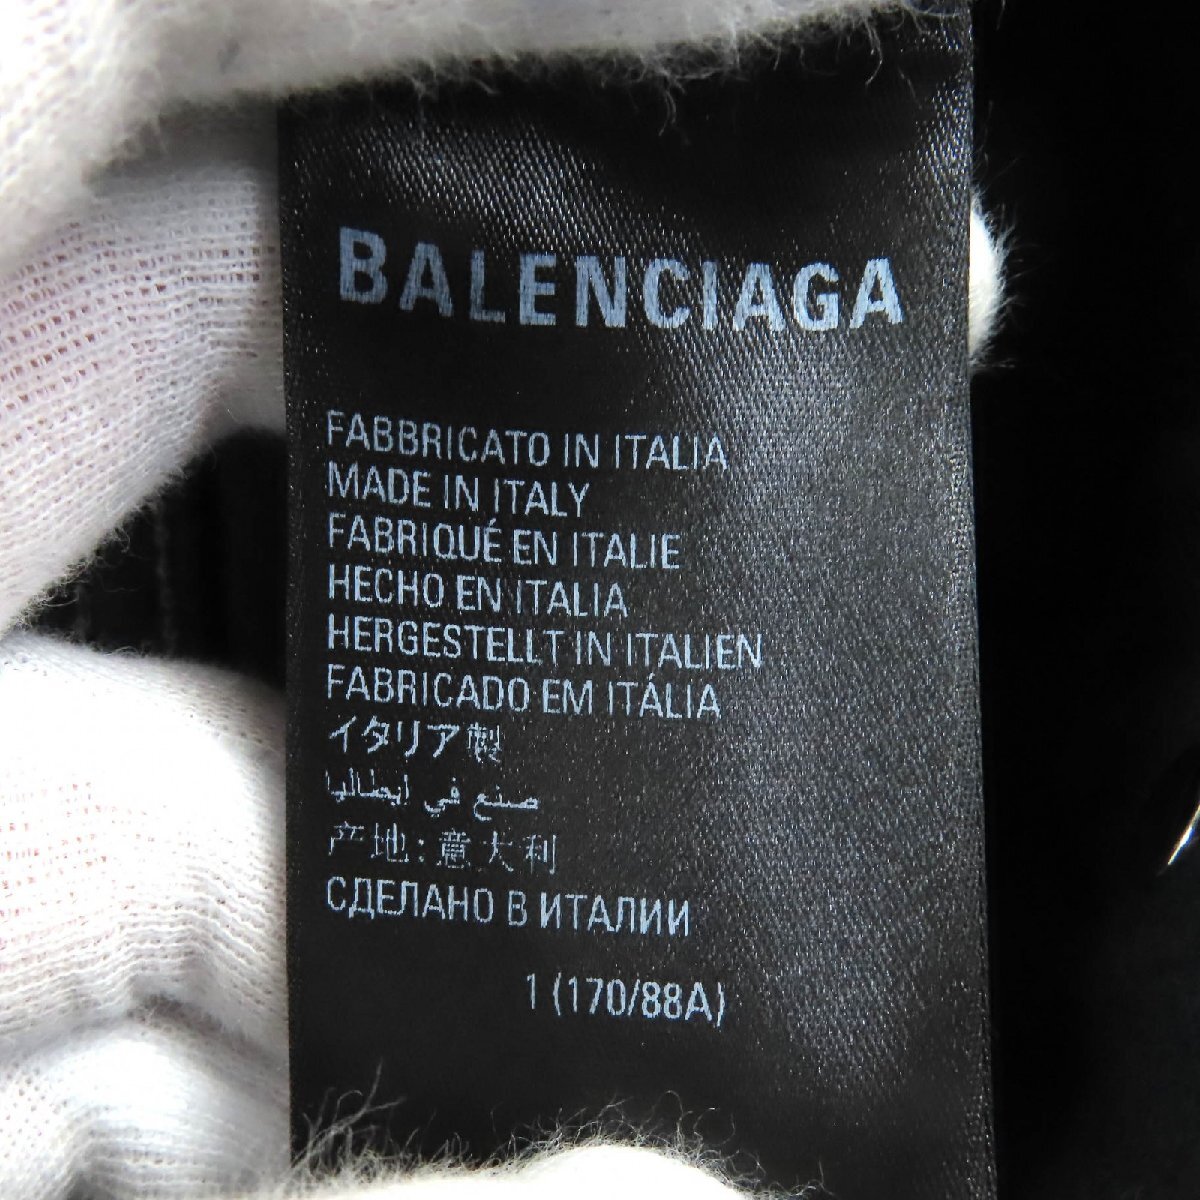 BALENCIAGA
FABBRICATO IN ITALIA
MADE IN ITALY
FABRIQUÉ EN ITALIE
HECHO EN ITALIA
HERGESTELLT IN ITALIEN
FABRICADO EM ITÁLIA
イタリア製
صنع في إيطاليا
产地:意大利
СДЕЛАНО В ИТАЛИИ
1 (170/88A)